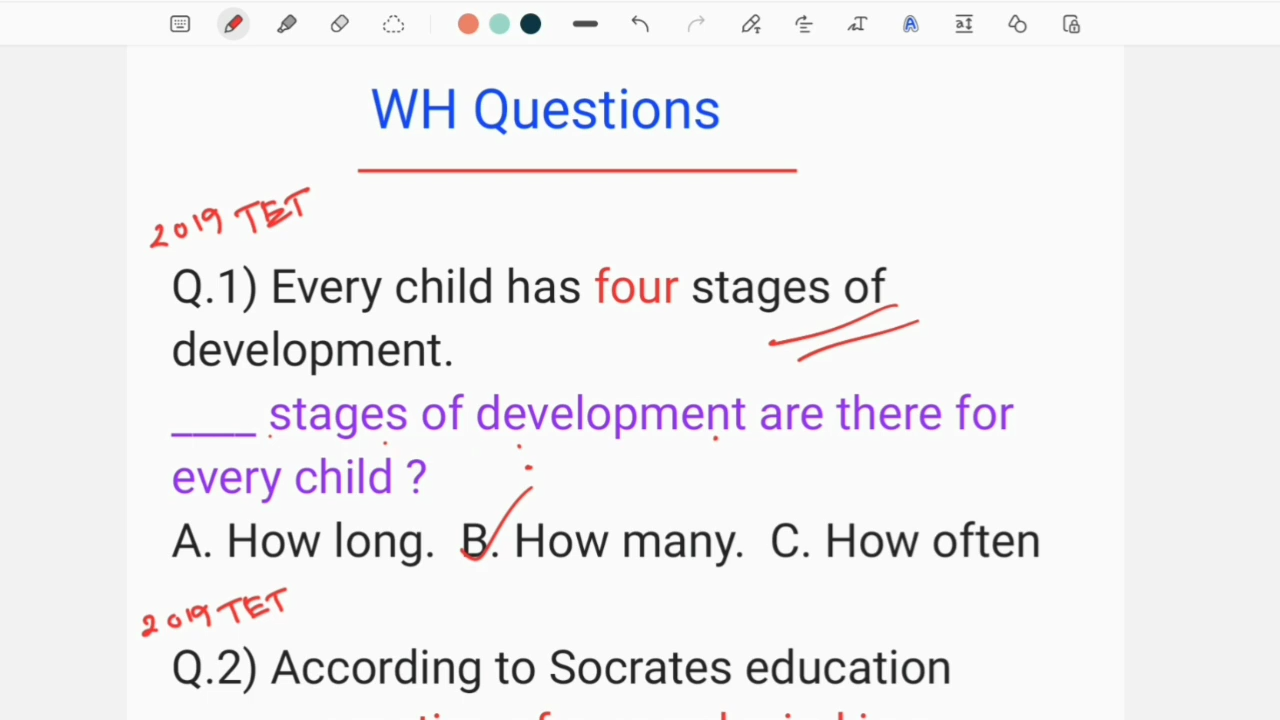 WH Questions
2019 TET
Q.1) Every child has four stages of
development.
____ stages of development are there for
every child ?
A. How long. B. How many. C. How often
2019 TET
Q.2) According to Socrates education